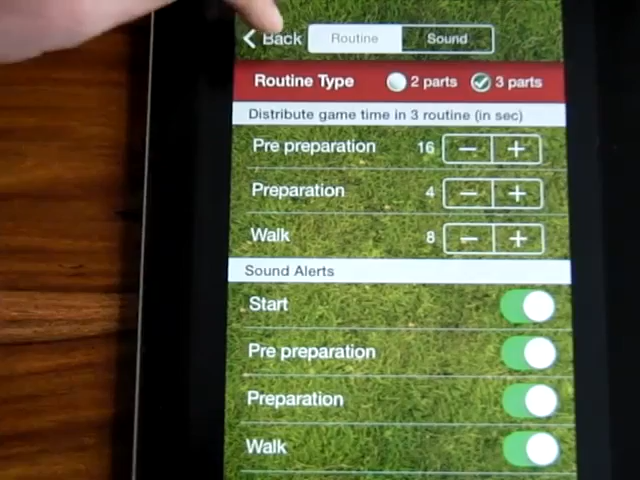 Back Routine Sound
Routine Type 2 parts 3 parts
Distribute game time in 3 routine (in sec)
Pre preparation 16 − +
Preparation 4 − +
Walk 8 − +
Sound Alerts
Start
Pre preparation
Preparation
Walk